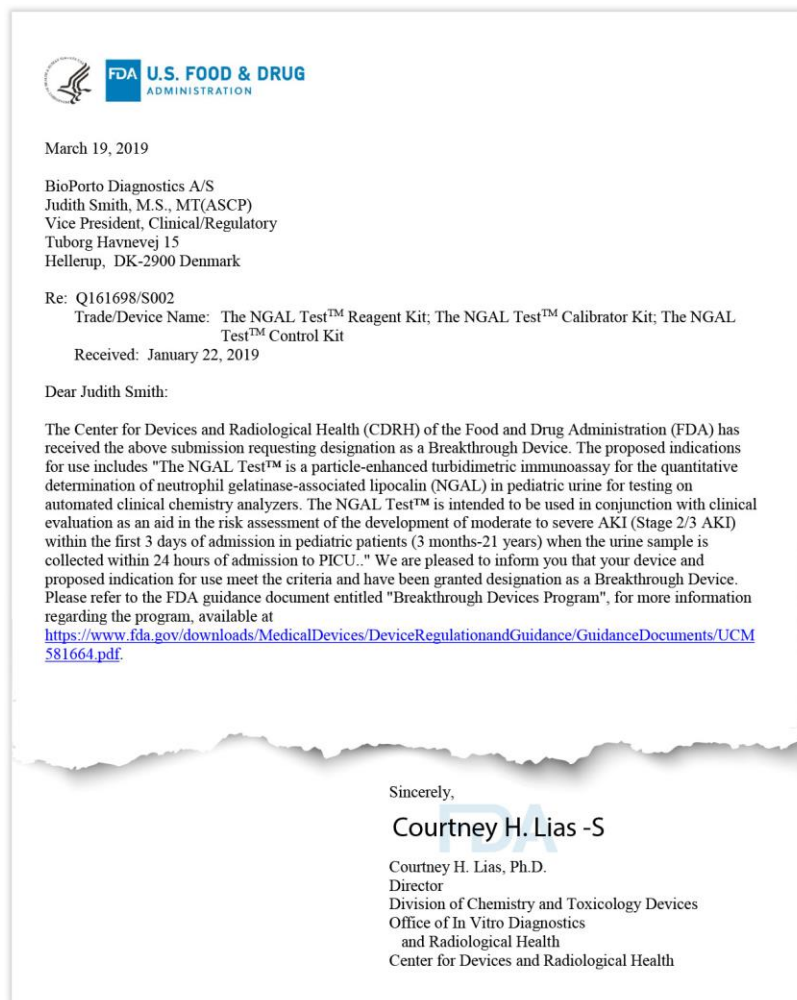 FDA U.S. FOOD & DRUG
ADMINISTRATION
March 19, 2019
BioPorto Diagnostics A/S
Judith Smith, M.S., MT(ASCP)
Vice President, Clinical/Regulatory
Tuborg Havnevej 15
Hellerup,  DK-2900 Denmark
Re:  Q161698/S002
Trade/Device Name:  The NGAL Test™ Reagent Kit; The NGAL Test™ Calibrator Kit; The NGAL
Test™ Control Kit
Received:  January 22, 2019
Dear Judith Smith:
The Center for Devices and Radiological Health (CDRH) of the Food and Drug Administration (FDA) has
received the above submission requesting designation as a Breakthrough Device. The proposed indications
for use includes "The NGAL Test™ is a particle-enhanced turbidimetric immunoassay for the quantitative
determination of neutrophil gelatinase-associated lipocalin (NGAL) in pediatric urine for testing on
automated clinical chemistry analyzers. The NGAL Test™ is intended to be used in conjunction with clinical
evaluation as an aid in the risk assessment of the development of moderate to severe AKI (Stage 2/3 AKI)
within the first 3 days of admission in pediatric patients (3 months-21 years) when the urine sample is
collected within 24 hours of admission to PICU.." We are pleased to inform you that your device and
proposed indication for use meet the criteria and have been granted designation as a Breakthrough Device.
Please refer to the FDA guidance document entitled "Breakthrough Devices Program", for more information
regarding the program, available at
https://www.fda.gov/downloads/MedicalDevices/DeviceRegulationandGuidance/GuidanceDocuments/UCM
581664.pdf.
Sincerely,
FDA
Courtney H. Lias -S
Courtney H. Lias, Ph.D.
Director
Division of Chemistry and Toxicology Devices
Office of In Vitro Diagnostics
and Radiological Health
Center for Devices and Radiological Health